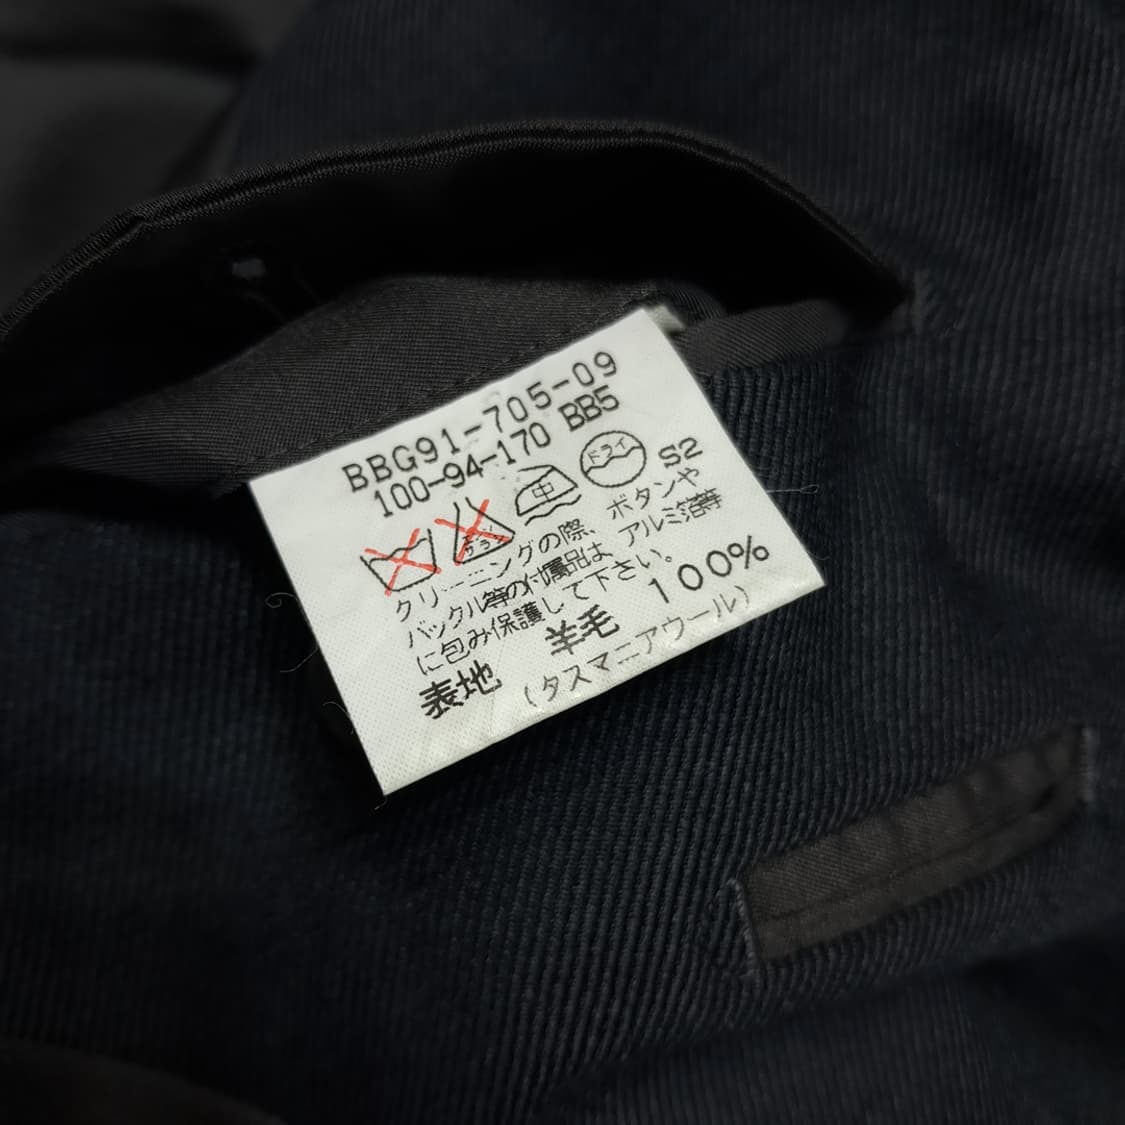 BBG91-705-09
100-94-170 BB5
中 ドライ S2
クリーニングの際、ボタンや
バックル等の付属品は アルミ箔等
に包み保護して下さい。
表地 羊毛 100%
(タスマニアウール)